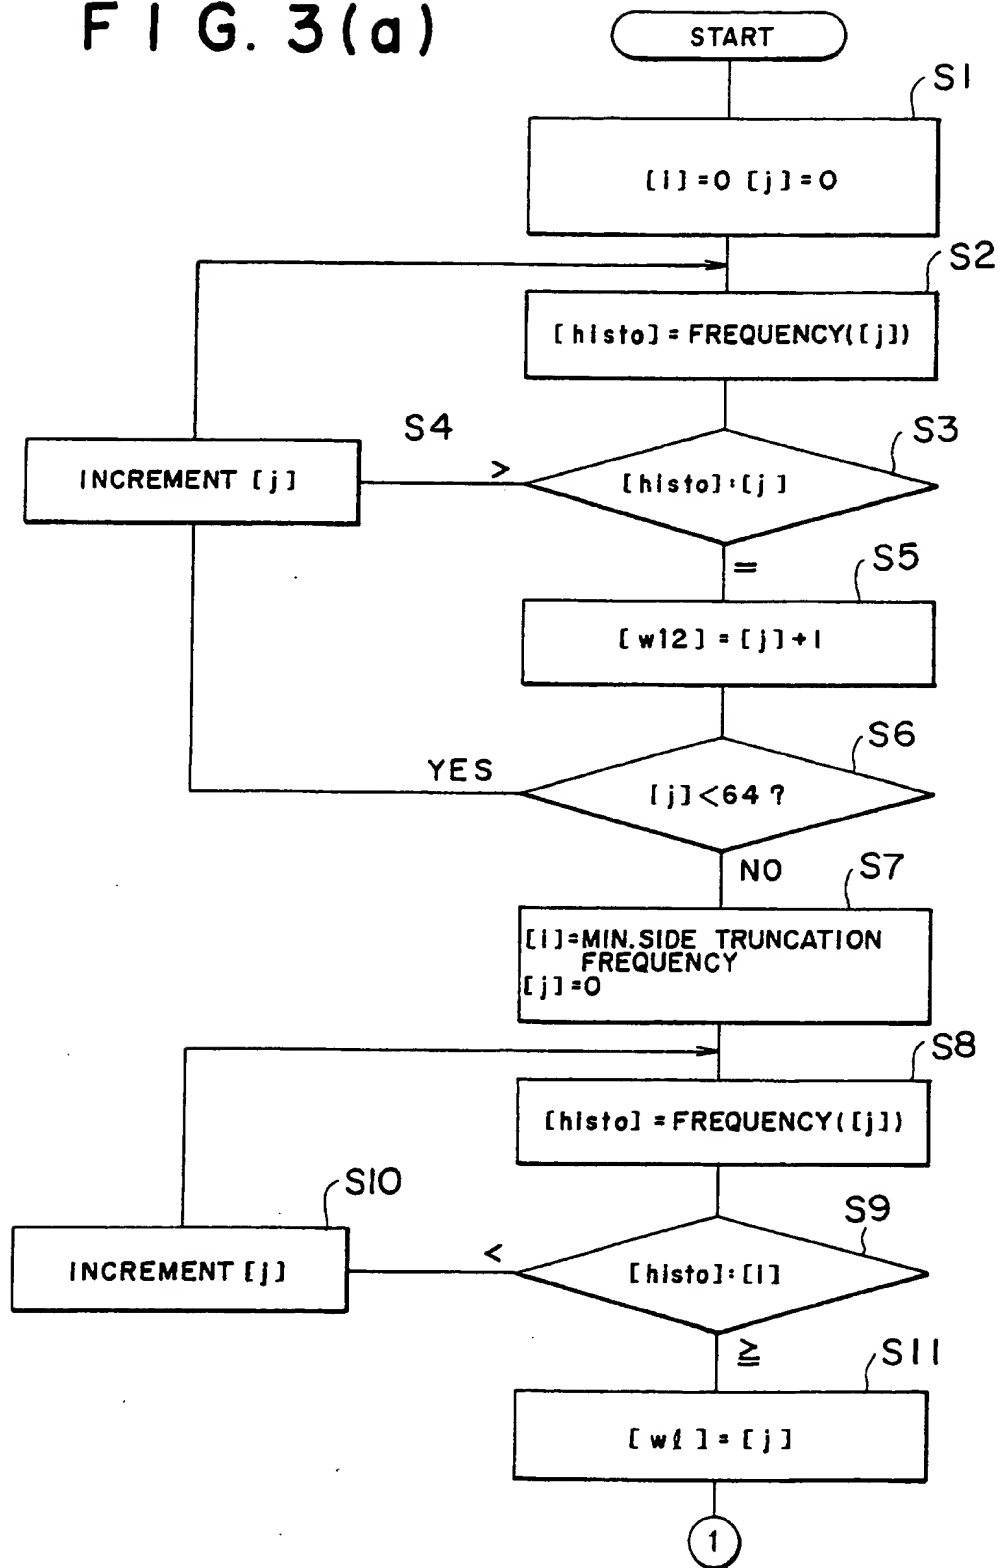 FIG. 3(a)
START
S1
[i]=0 [j]=0
S2
[histo]=FREQUENCY([j])
S4
S3
INCREMENT [j]
>
[histo]:[j]
=
S5
[w12]=[j]+1
S6
YES
[j]<64?
NO
S7
[i]=MIN.SIDE TRUNCATION
FREQUENCY
[j]=0
S8
[histo]=FREQUENCY([j])
S10
S9
INCREMENT [j]
<
[histo]:[i]
≧
S11
[wℓ]=[j]
1